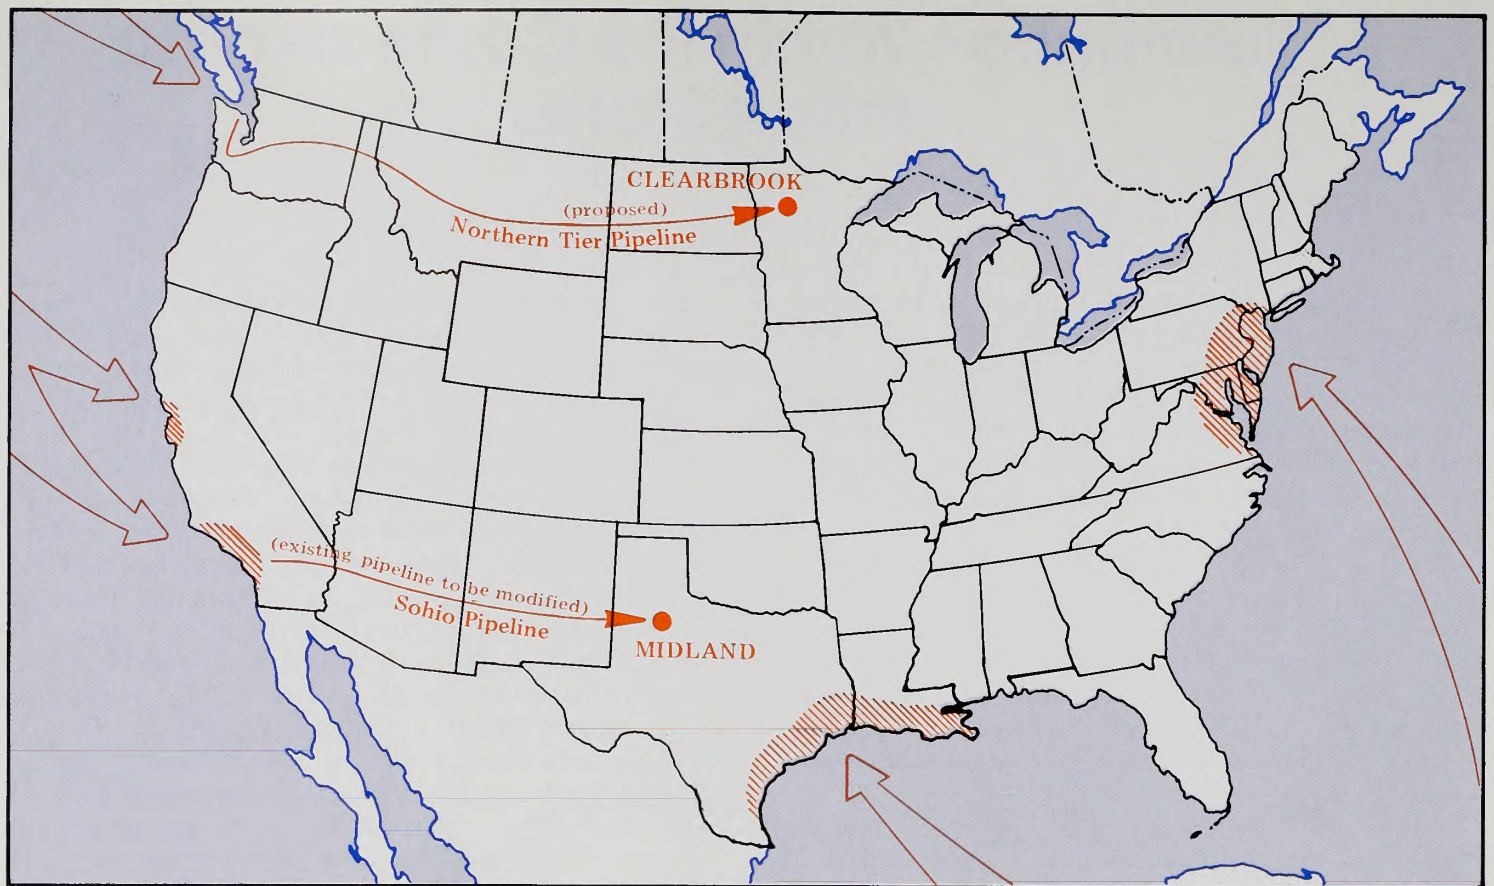 CLEARBROOK
(proposed)
Northern Tier Pipeline
(existing pipeline to be modified)
Sohio Pipeline
MIDLAND